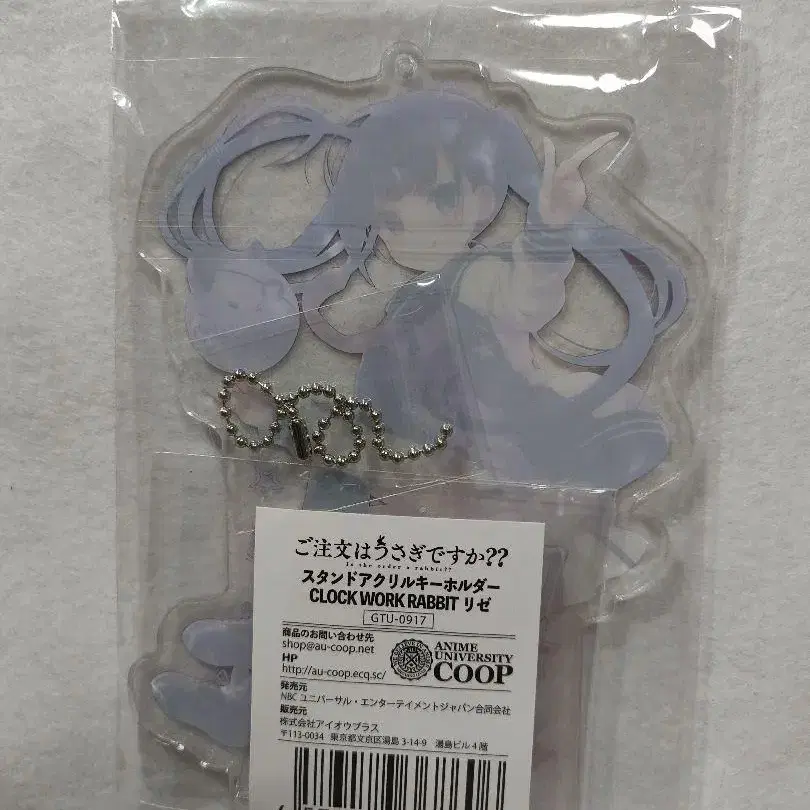 ご注文はうさぎですか??
Is the order a rabbit??
スタンドアクリルキーホルダー
CLOCK WORK RABBIT リゼ
GTU-0917
商品のお問い合わせ先
shop@au-coop.net
HP
http://au-coop.ecq.sc/
ANIME
UNIVERSITY
COOP
発売元
NBC ユニバーサル・エンターテイメントジャパン合同会社
販売元
株式会社アイオウプラス
〒113-0034 東京都文京区湯島 3-14-9 湯島ビル 4 階